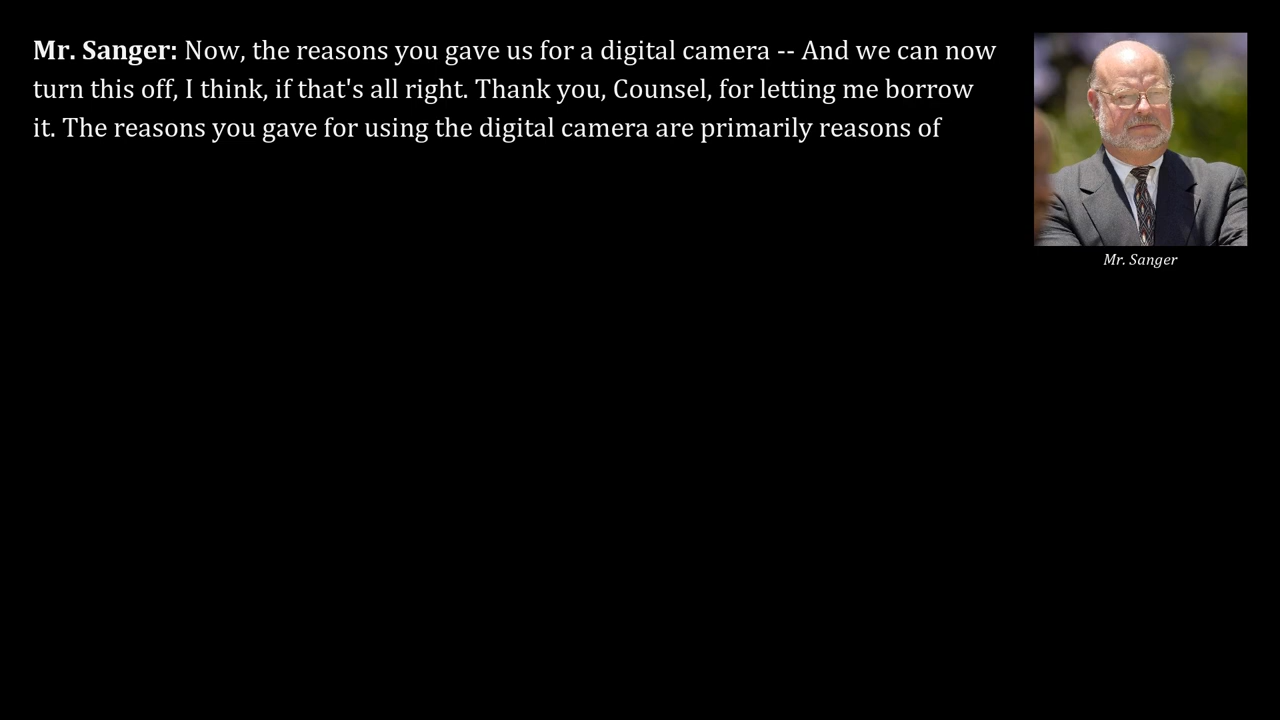 Mr. Sanger: Now, the reasons you gave us for a digital camera -- And we can now
turn this off, I think, if that's all right. Thank you, Counsel, for letting me borrow
it. The reasons you gave for using the digital camera are primarily reasons of
Mr. Sanger